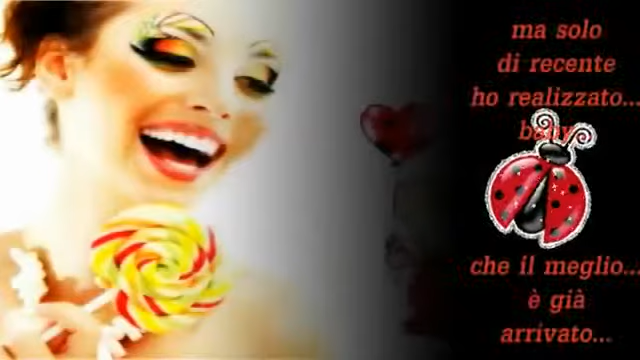 ma solo
di recente
ho realizzato...
baby
che il meglio...
è già
arrivato...